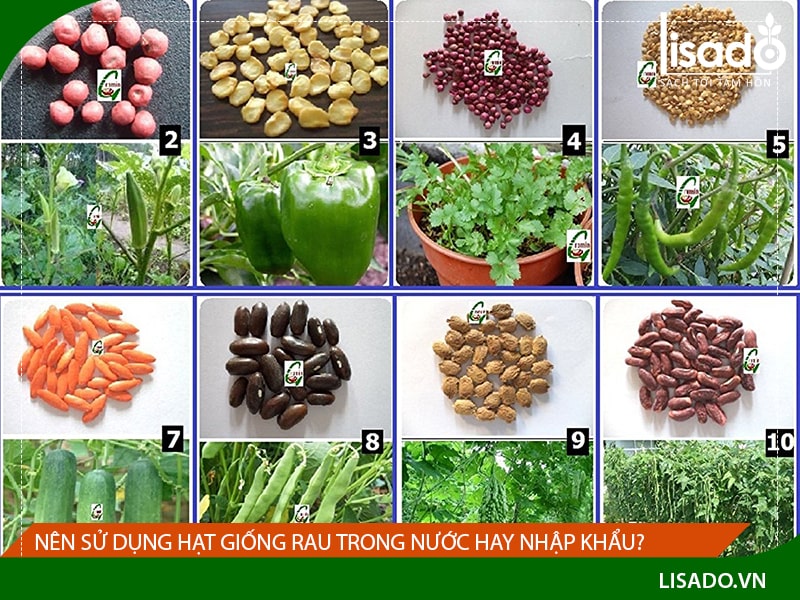 lisado
SẠCH TỚI TÂM HỒN
2
3
4
5
7
8
9
10
NÊN SỬ DỤNG HẠT GIỐNG RAU TRONG NƯỚC HAY NHẬP KHẨU?
LISADO.VN